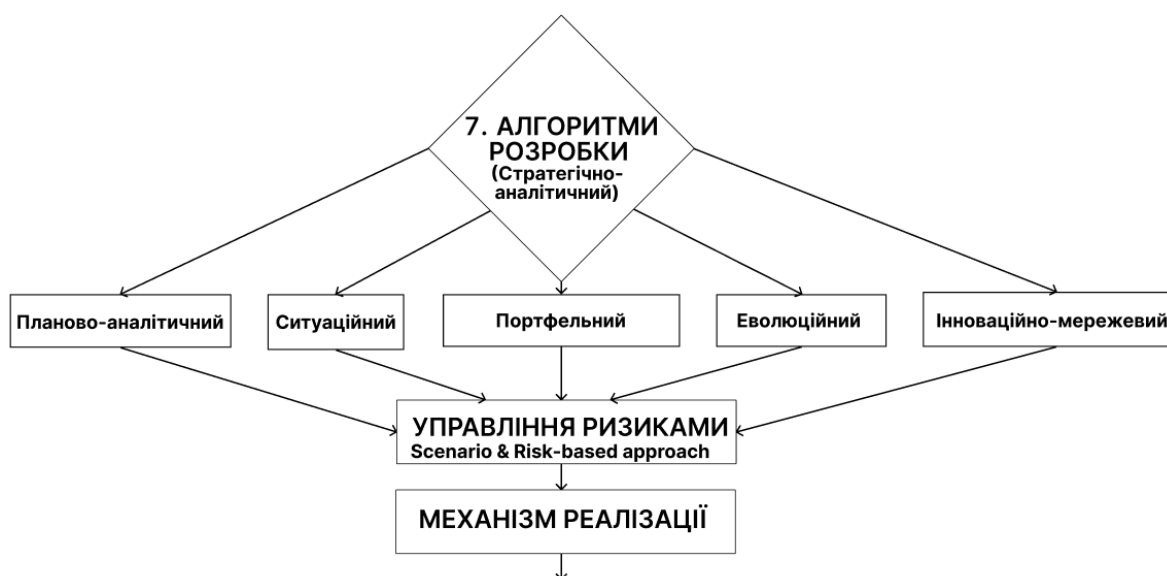 7. АЛГОРИТМИ
РОЗРОБКИ
(Стратегічно-
аналітичний)
Планово-аналітичний
Ситуаційний
Портфельний
Еволюційний
Інноваційно-мережевий
УПРАВЛІННЯ РИЗИКАМИ
Scenario & Risk-based approach
МЕХАНІЗМ РЕАЛІЗАЦІЇ